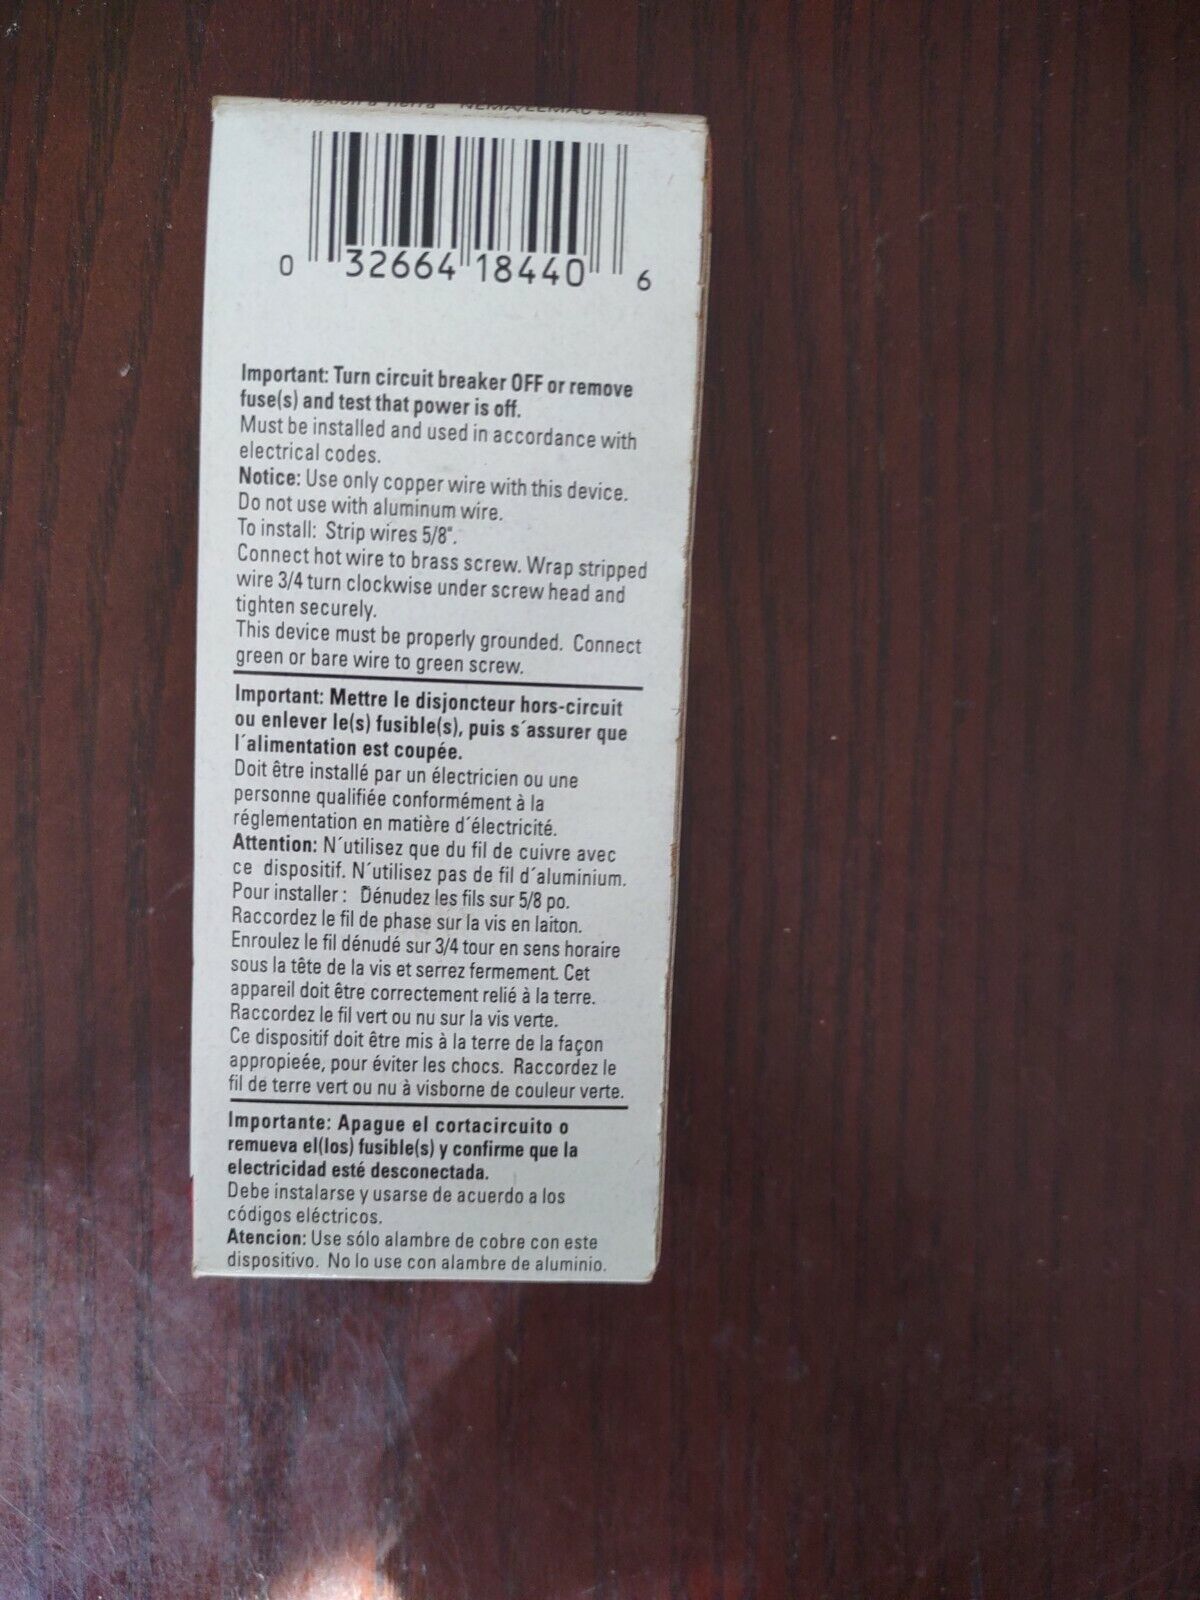 Conexión a Tierra NEMA/EEMAC 5-20R
0 32664 18440 6
Important: Turn circuit breaker OFF or remove
fuse(s) and test that power is off.
Must be installed and used in accordance with
electrical codes.
Notice: Use only copper wire with this device.
Do not use with aluminum wire.
To install: Strip wires 5/8".
Connect hot wire to brass screw. Wrap stripped
wire 3/4 turn clockwise under screw head and
tighten securely.
This device must be properly grounded. Connect
green or bare wire to green screw.
Important: Mettre le disjoncteur hors-circuit
ou enlever le(s) fusible(s), puis s´assurer que
l´alimentation est coupée.
Doit être installé par un électricien ou une
personne qualifiée conformément à la
réglementation en matière d´électricité.
Attention: N´utilisez que du fil de cuivre avec
ce dispositif. N´utilisez pas de fil d´aluminium.
Pour installer : Dénudez les fils sur 5/8 po.
Raccordez le fil de phase sur la vis en laiton.
Enroulez le fil dénudé sur 3/4 tour en sens horaire
sous la tête de la vis et serrez fermement. Cet
appareil doit être correctement relié à la terre.
Raccordez le fil vert ou nu sur la vis verte.
Ce dispositif doit être mis à la terre de la façon
appropieée, pour éviter les chocs. Raccordez le
fil de terre vert ou nu à visborne de couleur verte.
Importante: Apague el cortacircuito o
remueva el(los) fusible(s) y confirme que la
electricidad esté desconectada.
Debe instalarse y usarse de acuerdo a los
códigos eléctricos.
Atencion: Use sólo alambre de cobre con este
dispositivo. No lo use con alambre de aluminio.